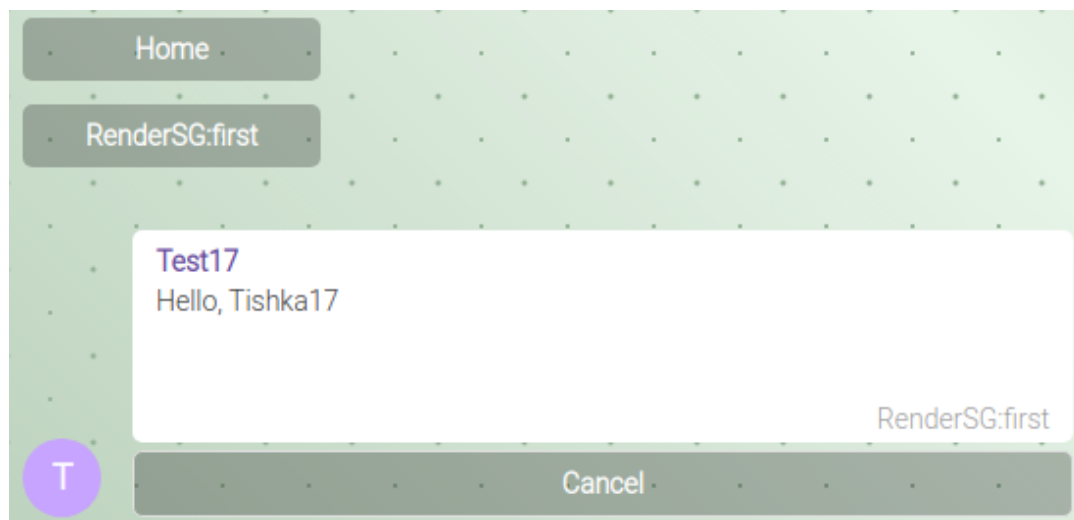 Home
RenderSG:first
Test17
Hello, Tishka17
RenderSG:first
T
Cancel